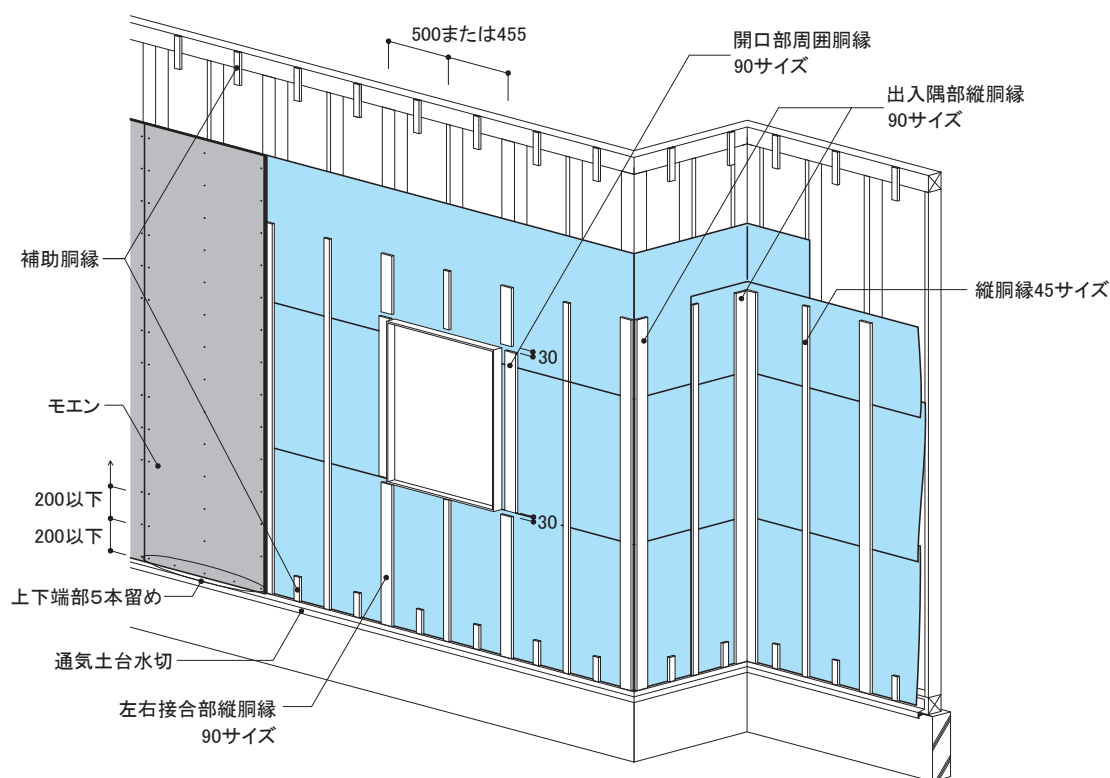 500または455
開口部周囲胴縁
90サイズ
出入隅部縦胴縁
90サイズ
補助胴縁
縦胴縁45サイズ
30
モエン
200以下
200以下
30
上下端部5本留め
通気土台水切
左右接合部縦胴縁
90サイズ